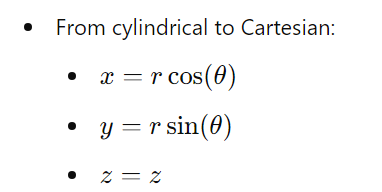 • From cylindrical to Cartesian:
• x = r cos(θ)
• y = r sin(θ)
• z = z